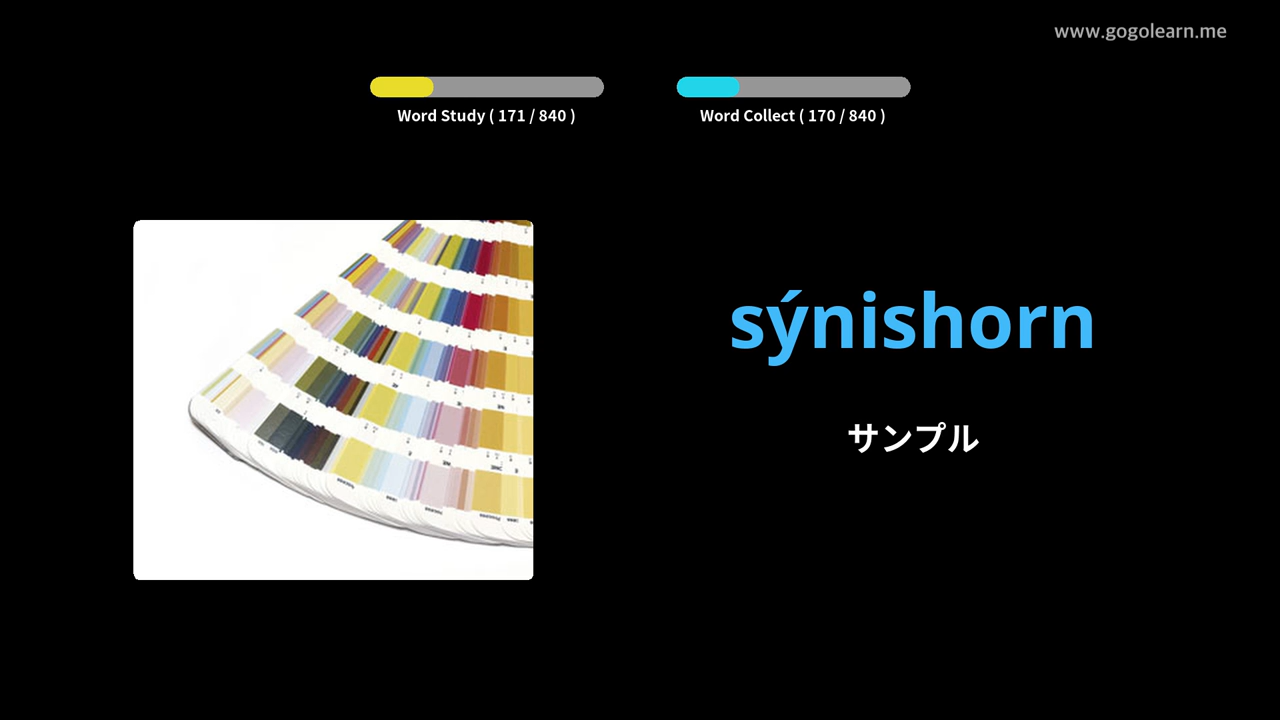 www.gogolearn.me
Word Study ( 171 / 840 )
Word Collect ( 170 / 840 )
sýnishorn
サンプル